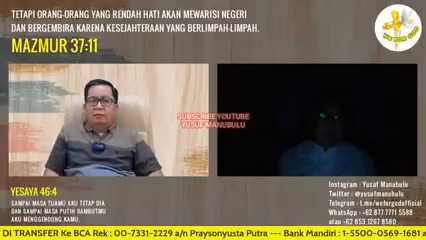 TETAPI ORANG-ORANG YANG RENDAH HATI AKAN MEWARISI NEGERI
DAN BERGEMBIRA KARENA KESEJAHTERAAN YANG BERLIMPAH-LIMPAH.
MAZMUR 37:11
WE FOR GOD
SUBSCRIBE YOUTUBE
YUSUF MANUBULU
YESAYA 46:4
SAMPAI MASA TUAMU AKU TETAP DIA
DAN SAMPAI MASA PUTIH RAMBUTMU
AKU MENGGENDONG KAMU.
Instagram : Yusuf Manubulu
Twitter : @yusufmanubulu
Telegram : t.me/weforgodofficial
WhatsApp : +62 877 7771 5588
atau +62 853 1267 8580
DI TRANSFER Ke BCA Rek : 00-7331-2229 a/n Praysonyusta Putra --- Bank Mandiri : 1-5500-0569-1681